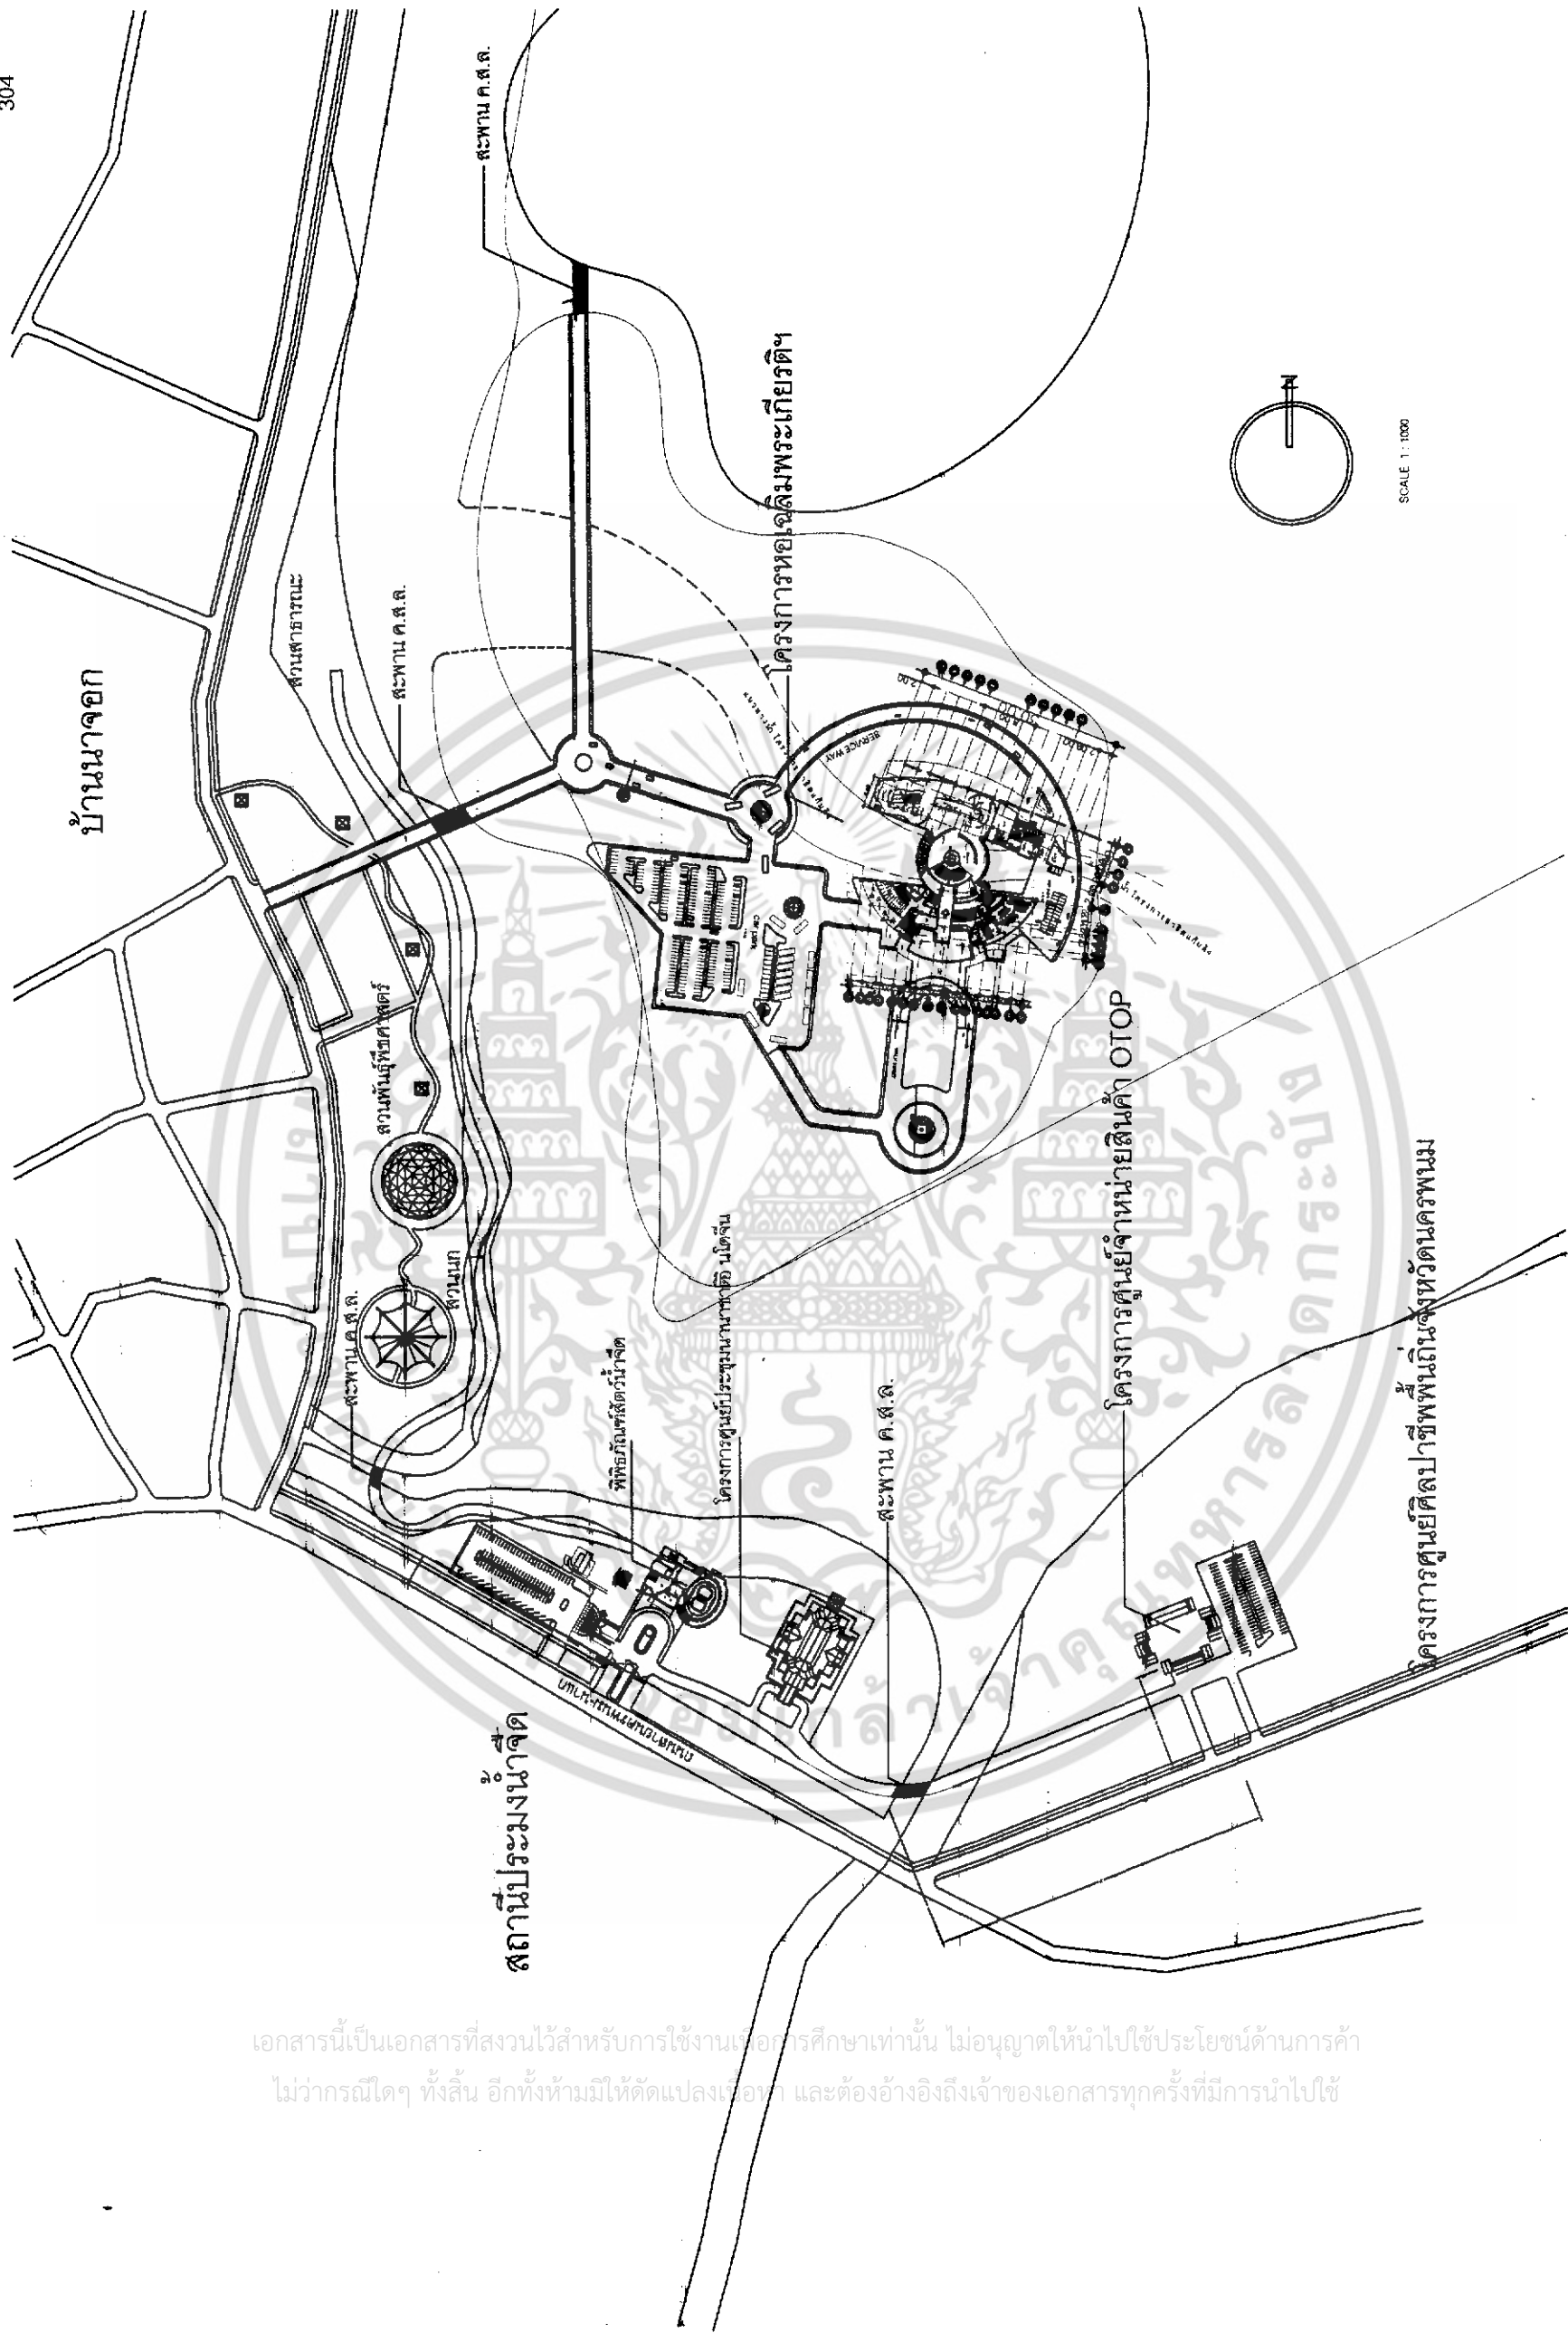 304
บ้านนาจอก
สะพาน ค.ส.ล.
สวนสาธารณะ
สะพาน ค.ส.ล.
โครงการหอเฉลิมพระเกียรติฯ
SERVICE WAY
CAR PARK
สวนพันธุ์พืชศาสตร์
สวนนก
สะพาน ค.ส.ล.
พิพิธภัณฑ์สัตว์น้ำจืด
โครงการศูนย์ประชุมนานาชาติอินโดจีน
สะพาน ค.ส.ล.
โครงการศูนย์จำหน่ายสินค้า OTOP
โครงการศูนย์ศิลปาชีพพื้นถิ่นจังหวัดนครพนม
สถานีประมงน้ำจืด
N
SCALE 1 : 1000
เอกสารนี้เป็นเอกสารที่สงวนไว้สำหรับการใช้งานเพื่อการศึกษาเท่านั้น ไม่อนุญาตให้นำไปใช้ประโยชน์ด้านการค้า
ไม่ว่ากรณีใดๆ ทั้งสิ้น อีกทั้งห้ามมิให้ดัดแปลงเนื้อหา และต้องอ้างอิงถึงเจ้าของเอกสารทุกครั้งที่มีการนำไปใช้